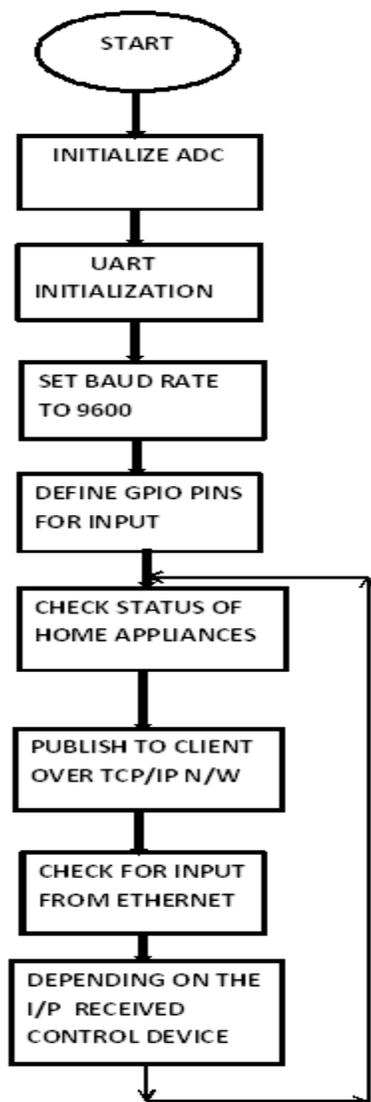 START
INITIALIZE ADC
UART
INITIALIZATION
SET BAUD RATE
TO 9600
DEFINE GPIO PINS
FOR INPUT
CHECK STATUS OF
HOME APPLIANCES
PUBLISH TO CLIENT
OVER TCP/IP N/W
CHECK FOR INPUT
FROM ETHERNET
DEPENDING ON THE
I/P RECEIVED
CONTROL DEVICE